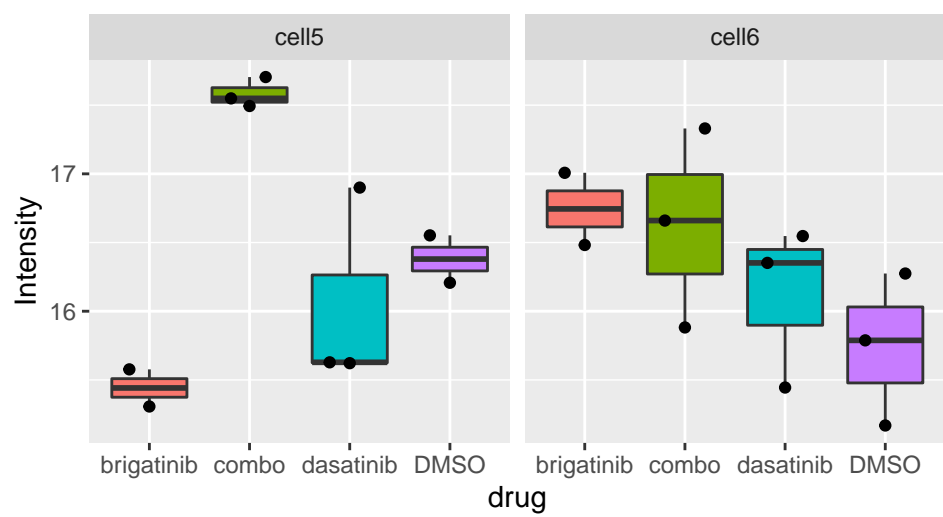 cell5 cell6
Intensity
17
16
brigatinib combo dasatinib DMSO brigatinib combo dasatinib DMSO
drug